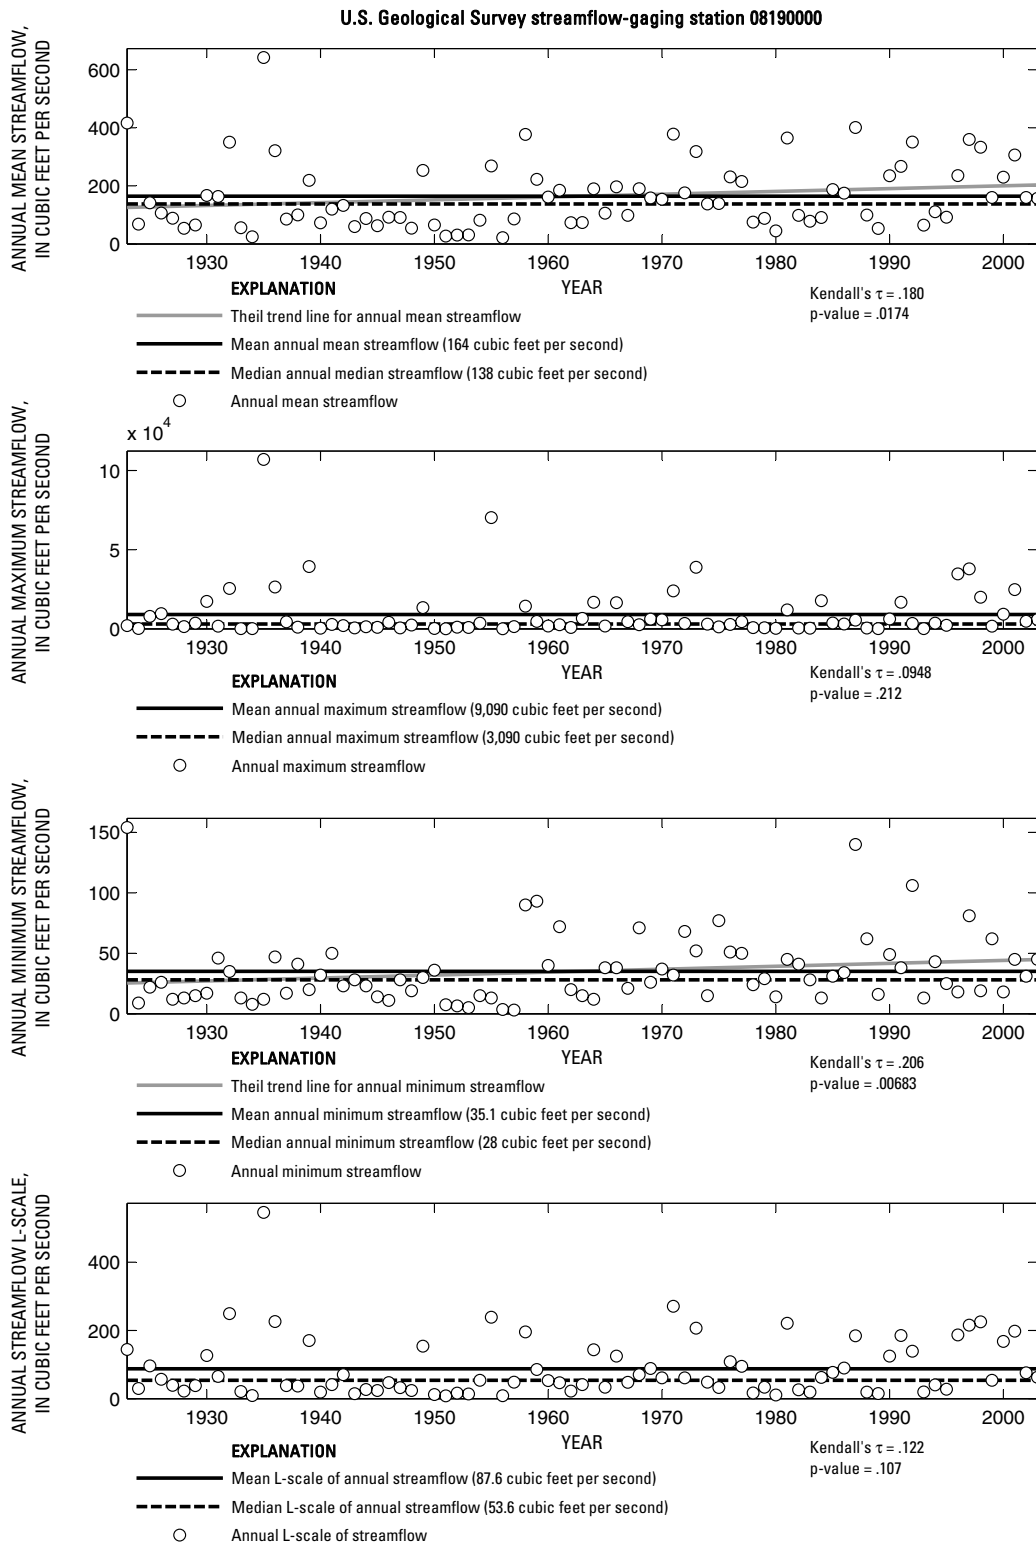 U.S. Geological Survey streamflow-gaging station 08190000
ANNUAL MEAN STREAMFLOW,
IN CUBIC FEET PER SECOND
600
400
200
0
1930 1940 1950 1960 1970 1980 1990 2000
YEAR
EXPLANATION
Kendall's τ = .180
p-value = .0174
Theil trend line for annual mean streamflow
Mean annual mean streamflow (164 cubic feet per second)
Median annual median streamflow (138 cubic feet per second)
Annual mean streamflow
ANNUAL MAXIMUM STREAMFLOW,
IN CUBIC FEET PER SECOND
x 10^4
10
5
0
1930 1940 1950 1960 1970 1980 1990 2000
YEAR
EXPLANATION
Kendall's τ = .0948
p-value = .212
Mean annual maximum streamflow (9,090 cubic feet per second)
Median annual maximum streamflow (3,090 cubic feet per second)
Annual maximum streamflow
ANNUAL MINIMUM STREAMFLOW,
IN CUBIC FEET PER SECOND
150
100
50
0
1930 1940 1950 1960 1970 1980 1990 2000
YEAR
EXPLANATION
Kendall's τ = .206
p-value = .00683
Theil trend line for annual minimum streamflow
Mean annual minimum streamflow (35.1 cubic feet per second)
Median annual minimum streamflow (28 cubic feet per second)
Annual minimum streamflow
ANNUAL STREAMFLOW L-SCALE,
IN CUBIC FEET PER SECOND
400
200
0
1930 1940 1950 1960 1970 1980 1990 2000
YEAR
EXPLANATION
Kendall's τ = .122
p-value = .107
Mean L-scale of annual streamflow (87.6 cubic feet per second)
Median L-scale of annual streamflow (53.6 cubic feet per second)
Annual L-scale of streamflow